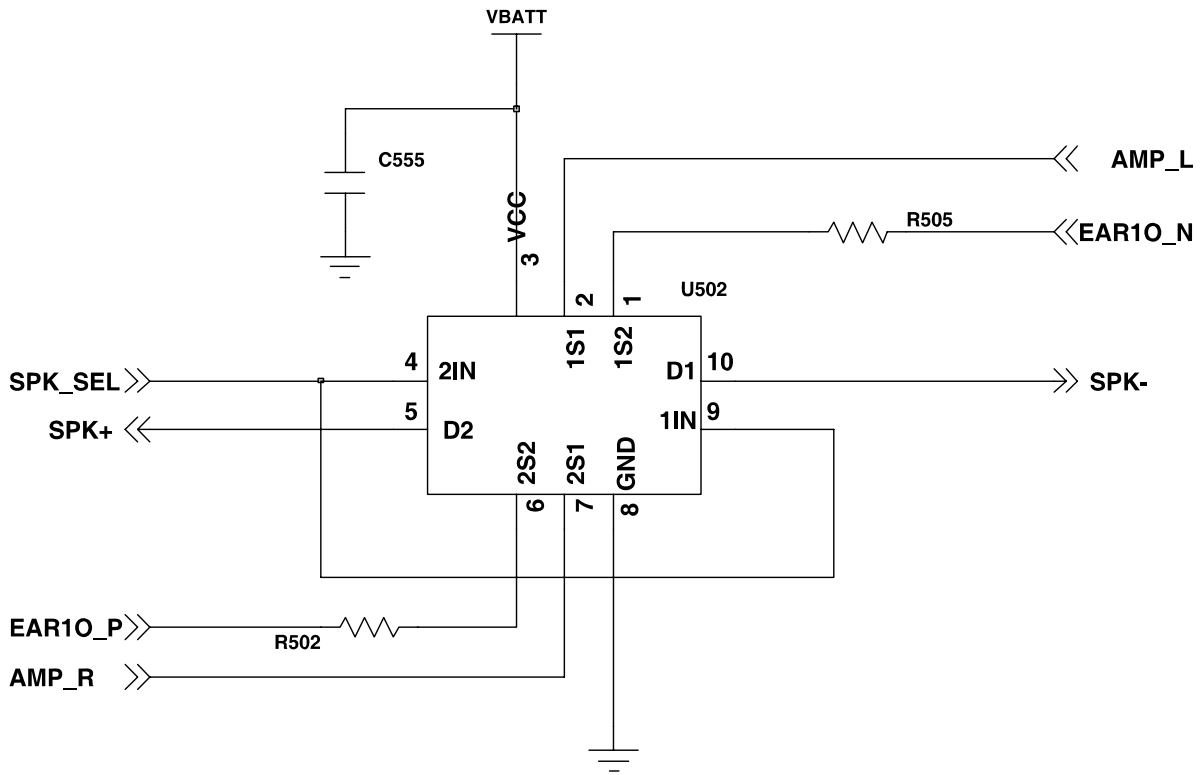 VBATT
C555
AMP_L
VCC
R505
EAR1O_N
3
2
1
U502
1S1
1S2
SPK_SEL
4
2IN
D1
10
SPK-
SPK+
5
D2
1IN
9
2S2
2S1
GND
6
7
8
EAR1O_P
R502
AMP_R